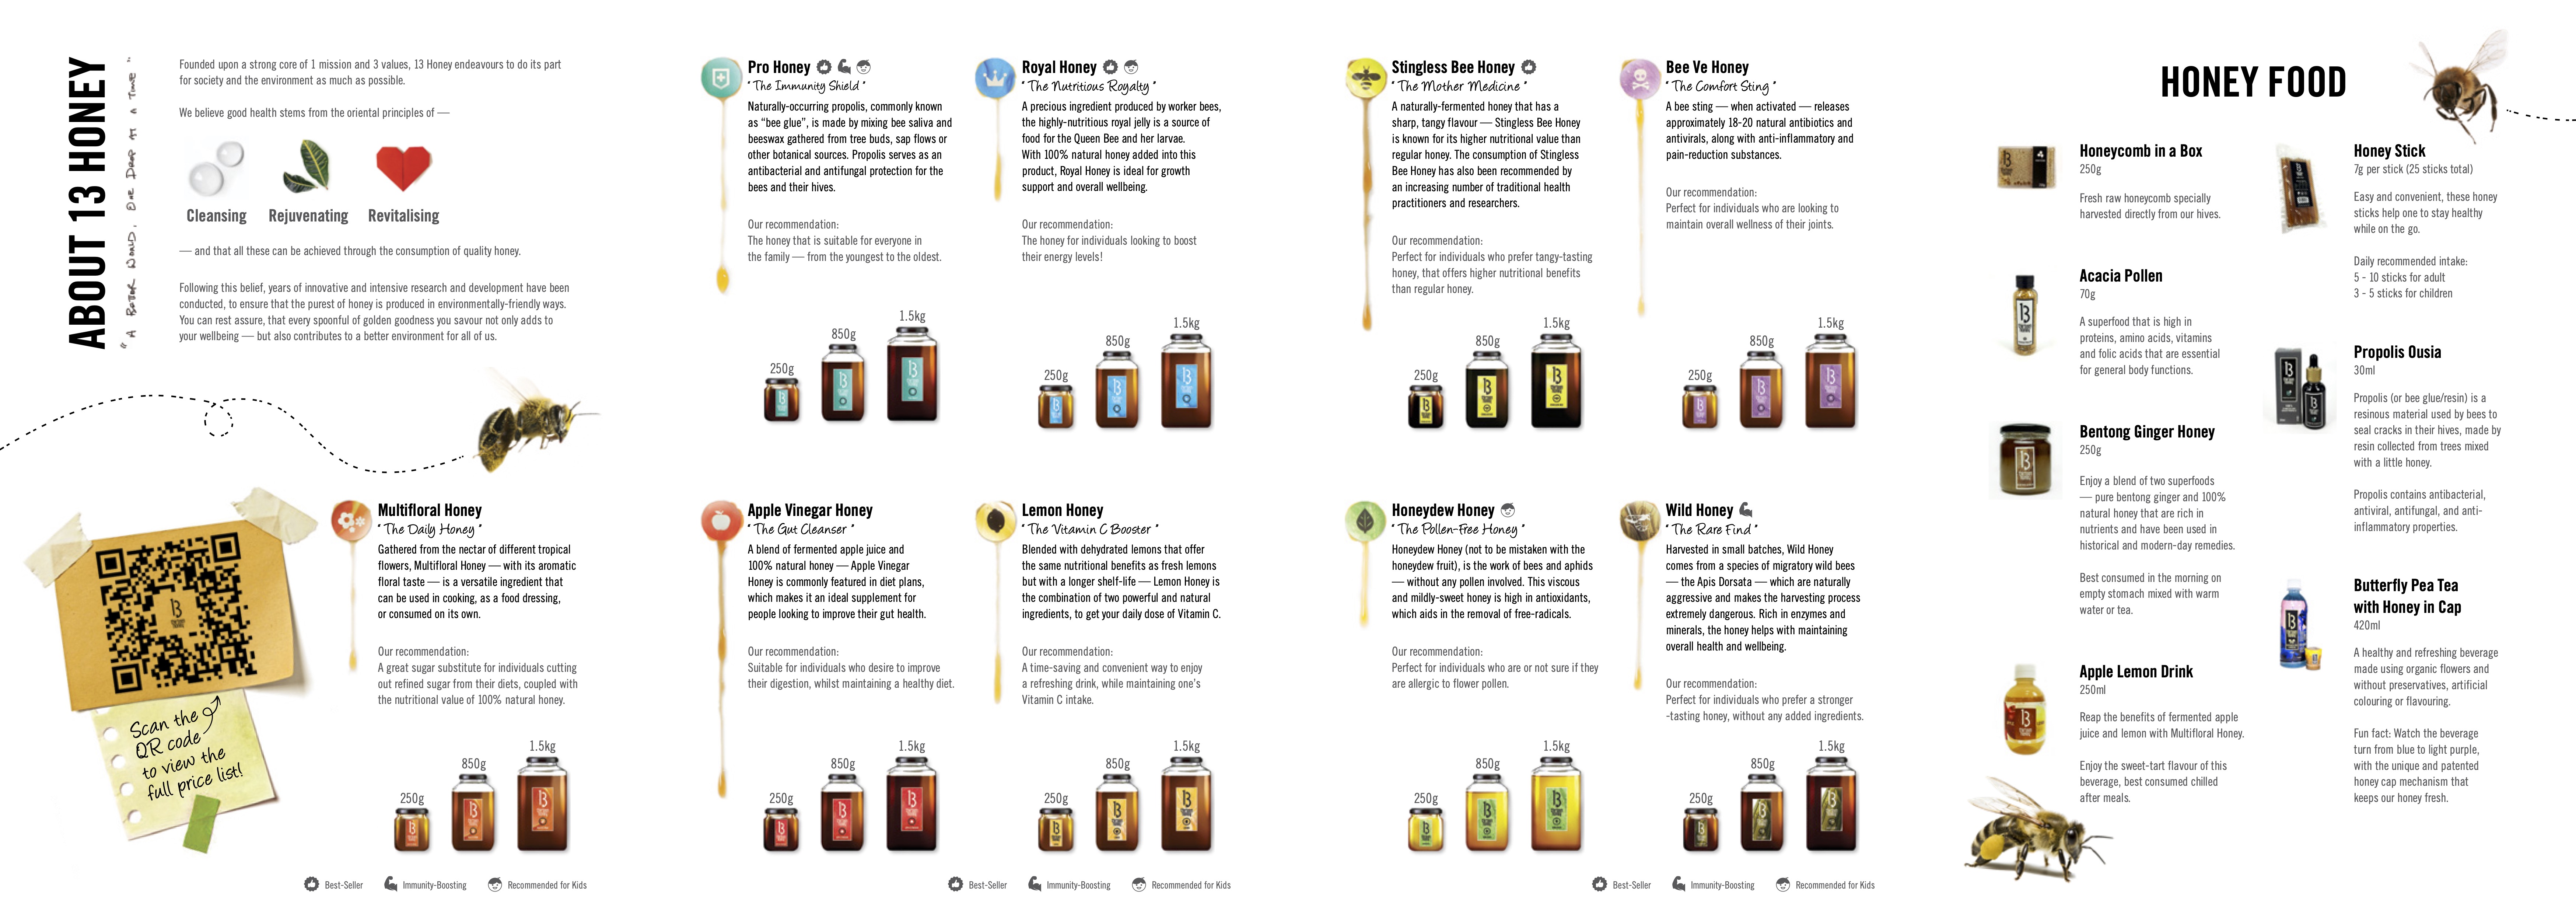 ABOUT 13 HONEY
"A BETTER WORLD, ONE DROP AT A TIME"
Founded upon a strong core of 1 mission and 3 values, 13 Honey endeavours to do its part
for society and the environment as much as possible.
We believe good health stems from the oriental principles of —
Cleansing
Rejuvenating
Revitalising
— and that all these can be achieved through the consumption of quality honey.
Following this belief, years of innovative and intensive research and development have been
conducted, to ensure that the purest of honey is produced in environmentally-friendly ways.
You can rest assure, that every spoonful of golden goodness you savour not only adds to
your wellbeing — but also contributes to a better environment for all of us.
Scan the
QR code
to view the
full price list!
Multifloral Honey
"The Daily Honey"
Gathered from the nectar of different tropical
flowers, Multifloral Honey — with its aromatic
floral taste — is a versatile ingredient that
can be used in cooking, as a food dressing,
or consumed on its own.
Our recommendation:
A great sugar substitute for individuals cutting
out refined sugar from their diets, coupled with
the nutritional value of 100% natural honey.
250g
850g
1.5kg
Best-Seller
Immunity-Boosting
Recommended for Kids
Pro Honey
"The Immunity Shield"
Naturally-occurring propolis, commonly known
as “bee glue”, is made by mixing bee saliva and
beeswax gathered from tree buds, sap flows or
other botanical sources. Propolis serves as an
antibacterial and antifungal protection for the
bees and their hives.
Our recommendation:
The honey that is suitable for everyone in
the family — from the youngest to the oldest.
250g
850g
1.5kg
Royal Honey
"The Nutritious Royalty"
A precious ingredient produced by worker bees,
the highly-nutritious royal jelly is a source of
food for the Queen Bee and her larvae.
With 100% natural honey added into this
product, Royal Honey is ideal for growth
support and overall wellbeing.
Our recommendation:
The honey for individuals looking to boost
their energy levels!
250g
850g
1.5kg
Apple Vinegar Honey
"The Gut Cleanser"
A blend of fermented apple juice and
100% natural honey — Apple Vinegar
Honey is commonly featured in diet plans,
which makes it an ideal supplement for
people looking to improve their gut health.
Our recommendation:
Suitable for individuals who desire to improve
their digestion, whilst maintaining a healthy diet.
250g
850g
1.5kg
Lemon Honey
"The Vitamin C Booster"
Blended with dehydrated lemons that offer
the same nutritional benefits as fresh lemons
but with a longer shelf-life — Lemon Honey is
the combination of two powerful and natural
ingredients, to get your daily dose of Vitamin C.
Our recommendation:
A time-saving and convenient way to enjoy
a refreshing drink, while maintaining one's
Vitamin C intake.
250g
850g
1.5kg
Best-Seller
Immunity-Boosting
Recommended for Kids
Stingless Bee Honey
"The Mother Medicine"
A naturally-fermented honey that has a
sharp, tangy flavour — Stingless Bee Honey
is known for its higher nutritional value than
regular honey. The consumption of Stingless
Bee Honey has also been recommended by
an increasing number of traditional health
practitioners and researchers.
Our recommendation:
Perfect for individuals who prefer tangy-tasting
honey, that offers higher nutritional benefits
than regular honey.
250g
850g
1.5kg
Bee Ve Honey
"The Comfort Sting"
A bee sting — when activated — releases
approximately 18-20 natural antibiotics and
antivirals, along with anti-inflammatory and
pain-reduction substances.
Our recommendation:
Perfect for individuals who are looking to
maintain overall wellness of their joints.
250g
850g
1.5kg
Honeydew Honey
"The Pollen-Free Honey"
Honeydew Honey (not to be mistaken with the
honeydew fruit), is the work of bees and aphids
— without any pollen involved. This viscous
and mildly-sweet honey is high in antioxidants,
which aids in the removal of free-radicals.
Our recommendation:
Perfect for individuals who are or not sure if they
are allergic to flower pollen.
250g
850g
1.5kg
Wild Honey
"The Rare Find"
Harvested in small batches, Wild Honey
comes from a species of migratory wild bees
— the Apis Dorsata — which are naturally
aggressive and makes the harvesting process
extremely dangerous. Rich in enzymes and
minerals, the honey helps with maintaining
overall health and wellbeing.
Our recommendation:
Perfect for individuals who prefer a stronger
-tasting honey, without any added ingredients.
250g
850g
1.5kg
Best-Seller
Immunity-Boosting
Recommended for Kids
HONEY FOOD
Honeycomb in a Box
250g
Fresh raw honeycomb specially
harvested directly from our hives.
Acacia Pollen
70g
A superfood that is high in
proteins, amino acids, vitamins
and folic acids that are essential
for general body functions.
Bentong Ginger Honey
250g
Enjoy a blend of two superfoods
— pure bentong ginger and 100%
natural honey that are rich in
nutrients and have been used in
historical and modern-day remedies.
Best consumed in the morning on
empty stomach mixed with warm
water or tea.
Apple Lemon Drink
250ml
Reap the benefits of fermented apple
juice and lemon with Multifloral Honey.
Enjoy the sweet-tart flavour of this
beverage, best consumed chilled
after meals.
Honey Stick
7g per stick (25 sticks total)
Easy and convenient, these honey
sticks help one to stay healthy
while on the go.
Daily recommended intake:
5 - 10 sticks for adult
3 - 5 sticks for children
Propolis Ousia
30ml
Propolis (or bee glue/resin) is a
resinous material used by bees to
seal cracks in their hives, made by
resin collected from trees mixed
with a little honey.
Propolis contains antibacterial,
antiviral, antifungal, and anti-
inflammatory properties.
Butterfly Pea Tea
with Honey in Cap
420ml
A healthy and refreshing beverage
made using organic flowers and
without preservatives, artificial
colouring or flavouring.
Fun fact: Watch the beverage
turn from blue to light purple,
with the unique and patented
honey cap mechanism that
keeps our honey fresh.